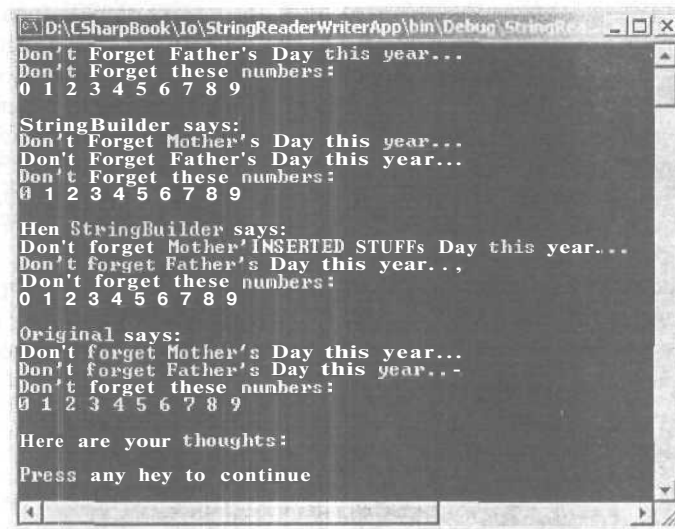 D:\CSharpBook\Io\StringReaderWriterApp\bin\Debug\StringRea
Don't Forget Father's Day this year...
Don't Forget these numbers:
0 1 2 3 4 5 6 7 8 9
StringBuilder says:
Don't Forget Mother's Day this year...
Don't Forget Father's Day this year...
Don't Forget these numbers:
0 1 2 3 4 5 6 7 8 9
Hen StringBuilder says:
Don't forget Mother'INSERTED STUFFs Day this year...
Don't forget Father's Day this year..,
Don't forget these numbers:
0 1 2 3 4 5 6 7 8 9
Original says:
Don't forget Mother's Day this year...
Don't forget Father's Day this year..-
Don't forget these numbers:
0 1 2 3 4 5 6 7 8 9
Here are your thoughts:
Press any hey to continue